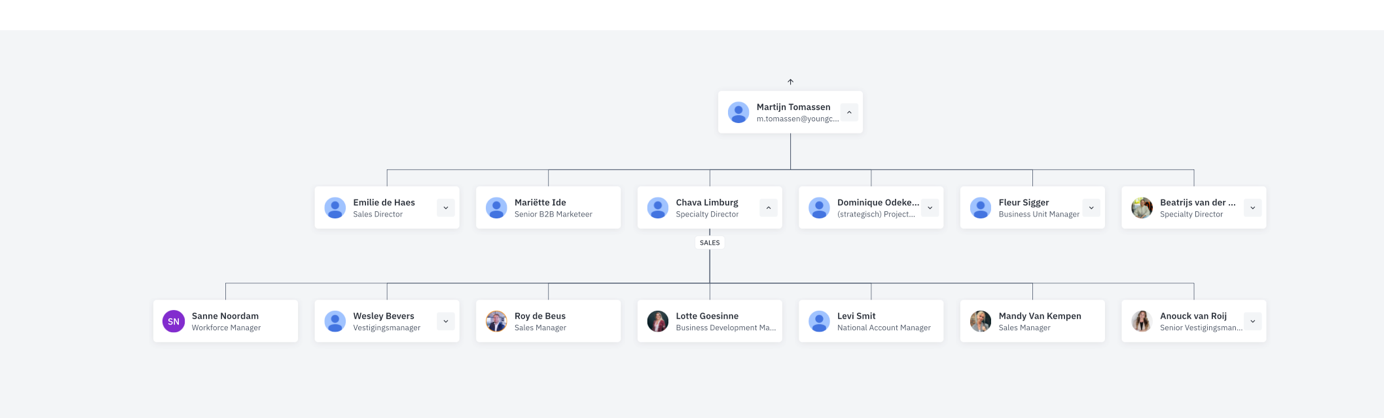 Martijn Tomassen
m.tomassen@youngc...
Emilie de Haes
Sales Director
Mariëtte Ide
Senior B2B Marketeer
Chava Limburg
Specialty Director
Dominique Odeke...
(strategisch) Project...
Fleur Sigger
Business Unit Manager
Beatrijs van der ...
Specialty Director
SALES
SN
Sanne Noordam
Workforce Manager
Wesley Bevers
Vestigingsmanager
Roy de Beus
Sales Manager
Lotte Goesinne
Business Development Ma...
Levi Smit
National Account Manager
Mandy Van Kempen
Sales Manager
Anouck van Roij
Senior Vestigingsman...